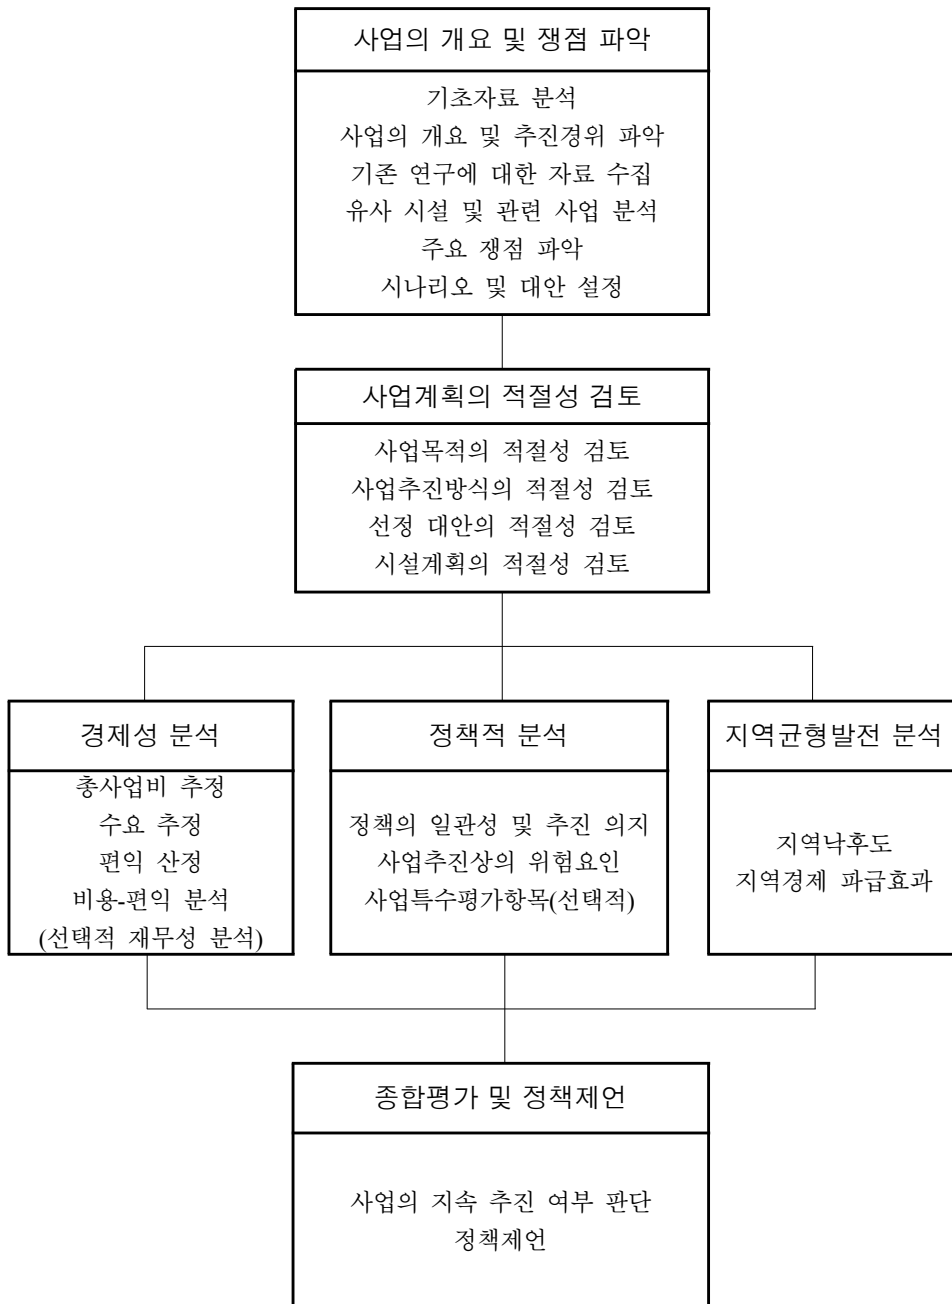 사업의 개요 및 쟁점 파악
기초자료 분석
사업의 개요 및 추진경위 파악
기존 연구에 대한 자료 수집
유사 시설 및 관련 사업 분석
주요 쟁점 파악
시나리오 및 대안 설정
사업계획의 적절성 검토
사업목적의 적절성 검토
사업추진방식의 적절성 검토
선정 대안의 적절성 검토
시설계획의 적절성 검토
경제성 분석
총사업비 추정
수요 추정
편익 산정
비용-편익 분석
(선택적 재무성 분석)
정책적 분석
정책의 일관성 및 추진 의지
사업추진상의 위험요인
사업특수평가항목(선택적)
지역균형발전 분석
지역낙후도
지역경제 파급효과
종합평가 및 정책제언
사업의 지속 추진 여부 판단
정책제언